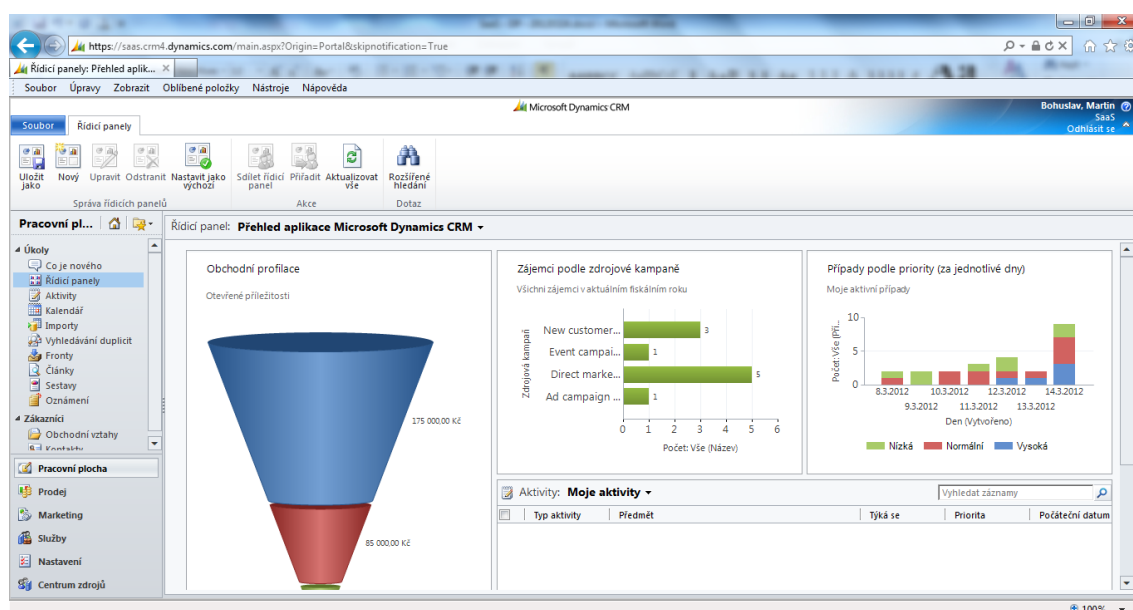 https://saas.crm4.dynamics.com/main.aspx?Origin=Portal&skipnotification=True
Řídicí panely: Přehled aplik...
Soubor Úpravy Zobrazit Oblíbené položky Nástroje Nápověda
Microsoft Dynamics CRM
Bohuslav, Martin
SaaS
Odhlásit se
Soubor Řídicí panely
Uložit jako
Nový
Upravit
Odstranit
Nastavit jako výchozí
Sdílet řídicí panel
Přiřadit
Aktualizovat vše
Rozšířené hledání
Správa řídicích panelů
Akce
Dotaz
Pracovní pl...
Řídicí panel: Přehled aplikace Microsoft Dynamics CRM
Úkoly
Co je nového
Řídicí panely
Aktivity
Kalendář
Importy
Vyhledávání duplicit
Fronty
Články
Sestavy
Oznámení
Zákazníci
Obchodní vztahy
Kontakty
Pracovní plocha
Prodej
Marketing
Služby
Nastavení
Centrum zdrojů
Obchodní profilace
Otevřené příležitosti
175 000,00 Kč
85 000,00 Kč
Zájemci podle zdrojové kampaně
Všichni zájemci v aktuálním fiskálním roku
Zdrojová kampaň
New customer... 3
Event campai... 1
Direct marke... 5
Ad campaign ... 1
0 1 2 3 4 5 6
Počet: Vše (Název)
Případy podle priority (za jednotlivé dny)
Moje aktivní případy
Počet: Vše (Pří...
10
5
0
8.3.2012 10.3.2012 12.3.2012 14.3.2012
9.3.2012 11.3.2012 13.3.2012
Den (Vytvořeno)
Nízká Normální Vysoká
Aktivity: Moje aktivity
Vyhledat záznamy
Typ aktivity Předmět Týká se Priorita Počáteční datum
100%